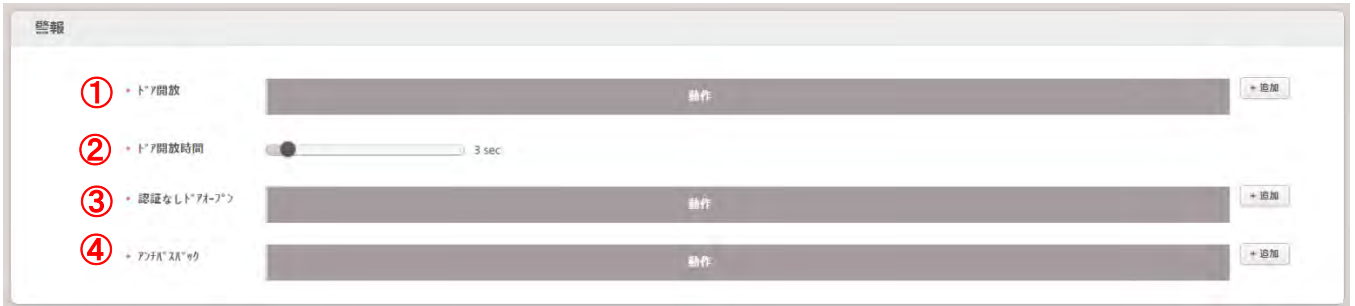 警報
① • ﾄﾞｱ開放 動作 + 追加
② • ﾄﾞｱ開放時間 3 sec
③ • 認証なしﾄﾞｱｵｰﾌﾟﾝ 動作 + 追加
④ • ｱﾝﾁﾊﾟｽﾊﾞｯｸ 動作 + 追加